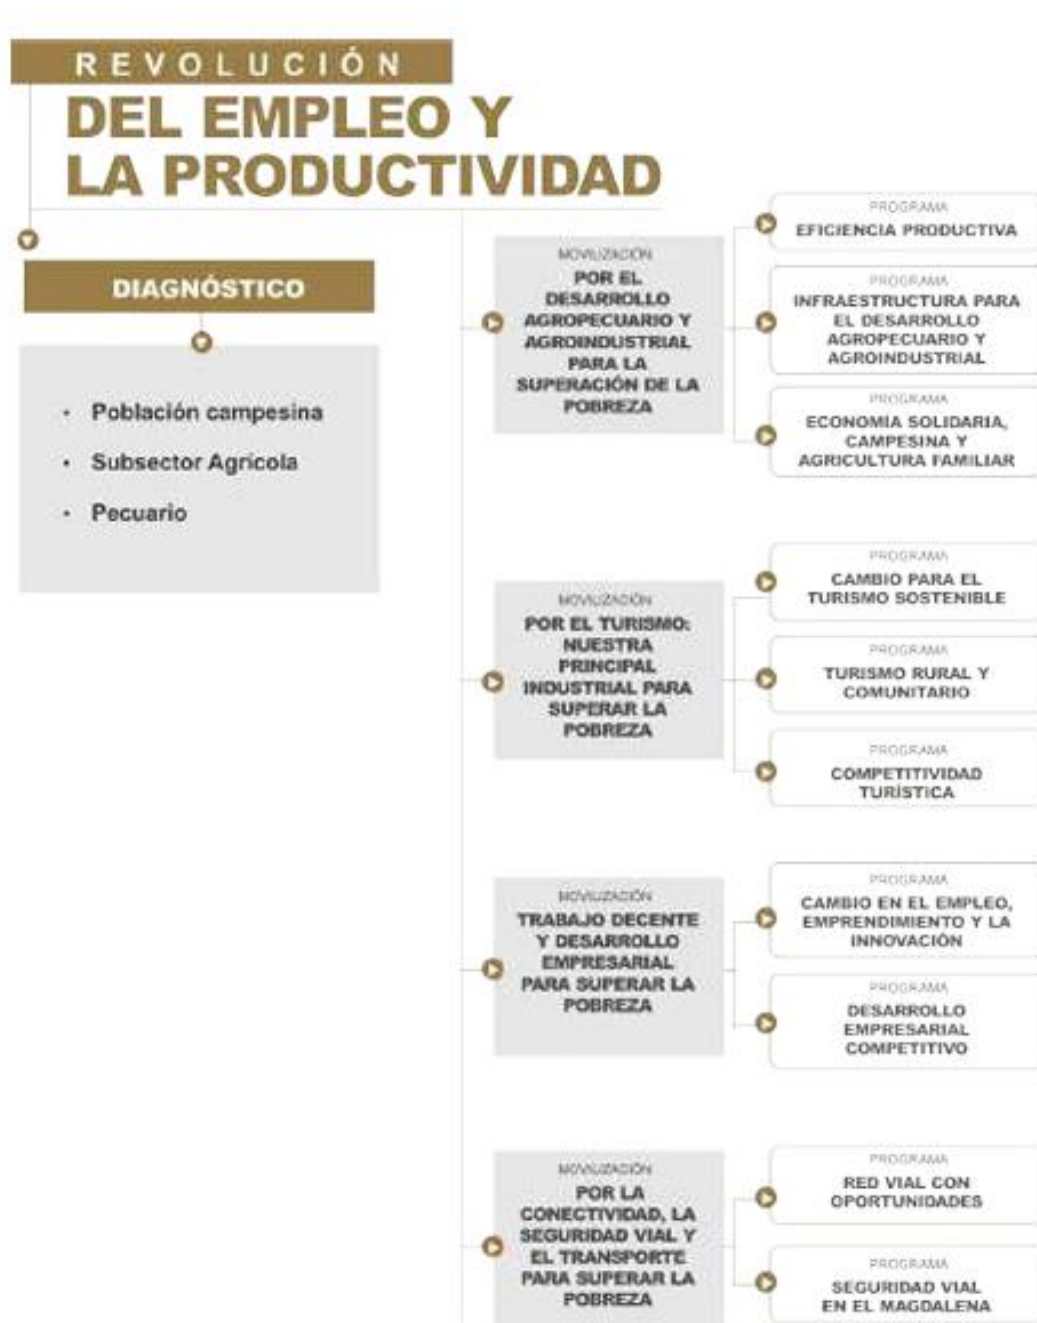 REVOLUCIÓN
DEL EMPLEO Y
LA PRODUCTIVIDAD
DIAGNÓSTICO
• Población campesina
• Subsector Agrícola
• Pecuario
MOVILIZACIÓN
POR EL
DESARROLLO
AGROPECUARIO Y
AGROINDUSTRIAL
PARA LA
SUPERACIÓN DE LA
POBREZA
PROGRAMA
EFICIENCIA PRODUCTIVA
PROGRAMA
INFRAESTRUCTURA PARA
EL DESARROLLO
AGROPECUARIO Y
AGROINDUSTRIAL
PROGRAMA
ECONOMÍA SOLIDARIA,
CAMPESINA Y
AGRICULTURA FAMILIAR
MOVILIZACIÓN
POR EL TURISMO:
NUESTRA
PRINCIPAL
INDUSTRIAL PARA
SUPERAR LA
POBREZA
PROGRAMA
CAMBIO PARA EL
TURISMO SOSTENIBLE
PROGRAMA
TURISMO RURAL Y
COMUNITARIO
PROGRAMA
COMPETITIVIDAD
TURÍSTICA
MOVILIZACIÓN
TRABAJO DECENTE
Y DESARROLLO
EMPRESARIAL
PARA SUPERAR LA
POBREZA
PROGRAMA
CAMBIO EN EL EMPLEO,
EMPRENDIMIENTO Y LA
INNOVACIÓN
PROGRAMA
DESARROLLO
EMPRESARIAL
COMPETITIVO
MOVILIZACIÓN
POR LA
CONECTIVIDAD, LA
SEGURIDAD VIAL Y
EL TRANSPORTE
PARA SUPERAR LA
POBREZA
PROGRAMA
RED VIAL CON
OPORTUNIDADES
PROGRAMA
SEGURIDAD VIAL
EN EL MAGDALENA